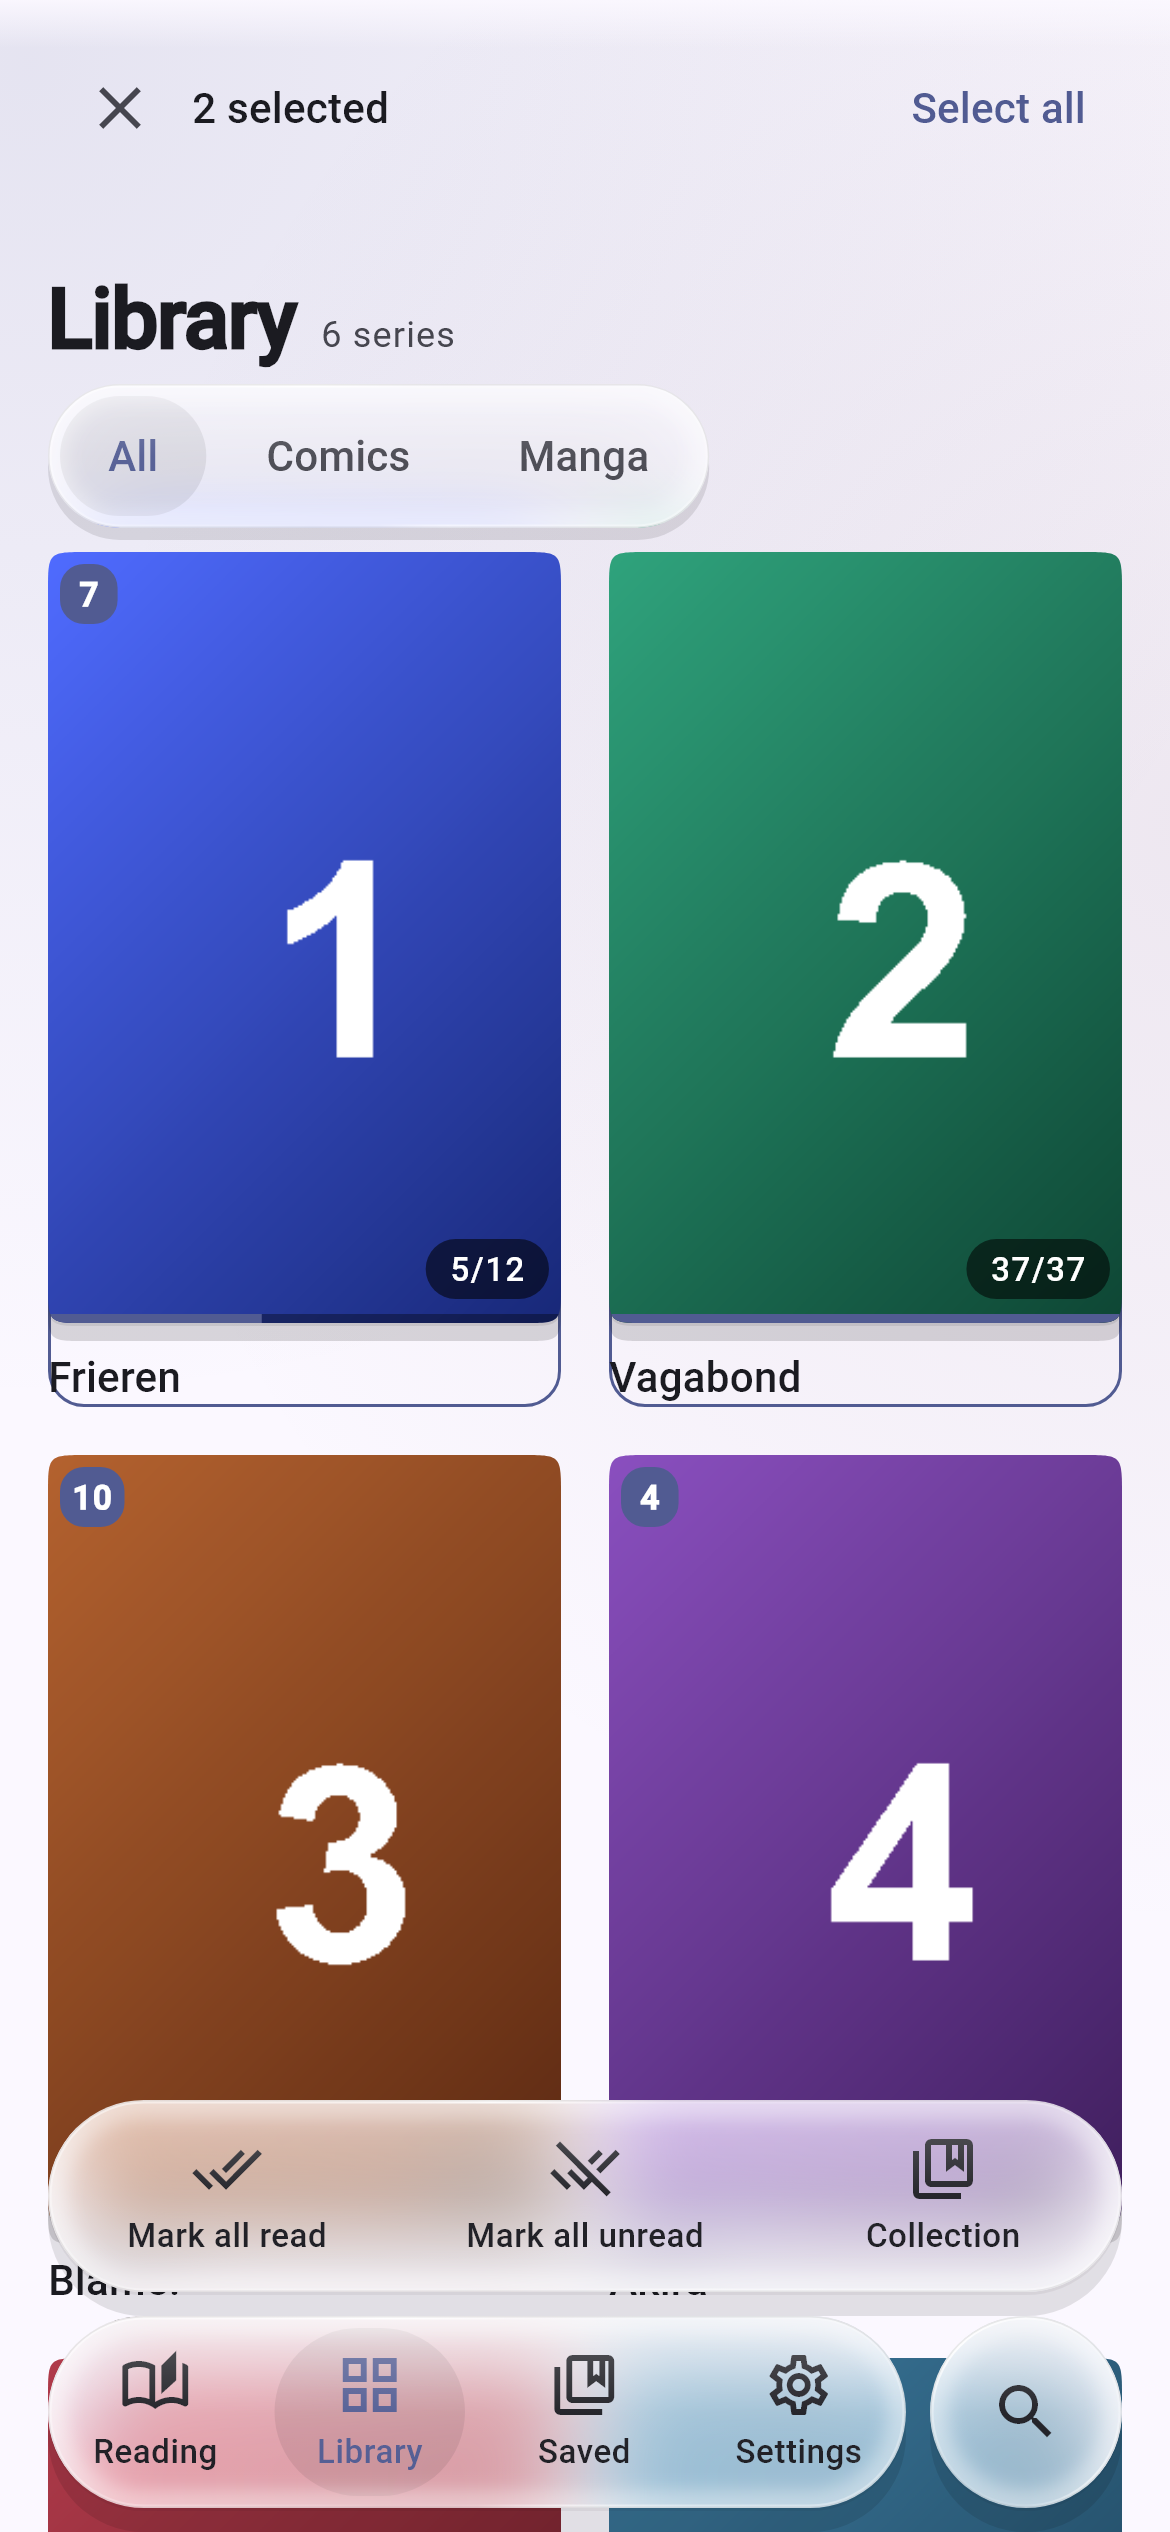 2 selected
Select all
Library 6 series
All
Comics
Manga
7
1
5/12
Frieren
2
37/37
Vagabond
10
3
4
4
Mark all read
Mark all unread
Collection
Reading
Library
Saved
Settings